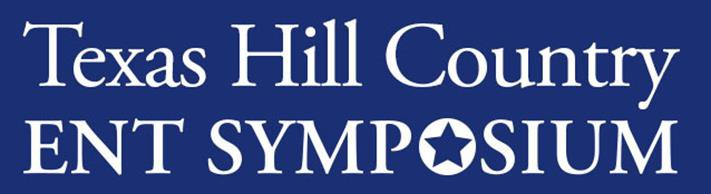 Texas Hill Country
ENT SYMPOSIUM